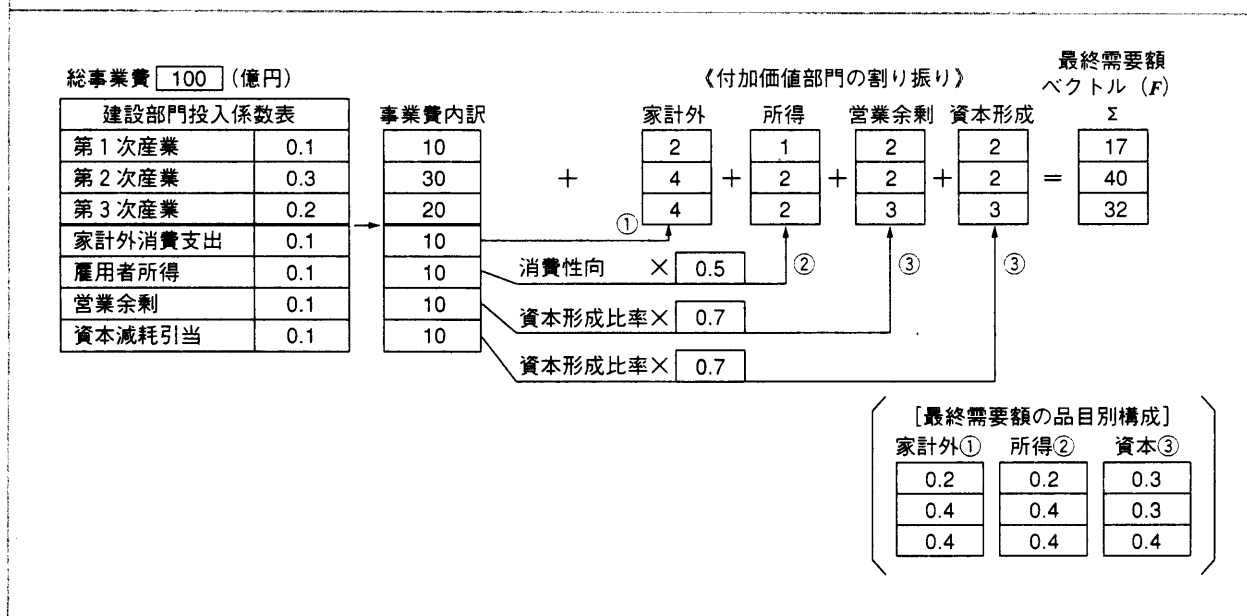 総事業費 100 (億円)
《付加価値部門の割り振り》
最終需要額
ベクトル (F)
建設部門投入係数表 事業費内訳 家計外 所得 営業余剰 資本形成 Σ
第1次産業 0.1 10 2 1 2 2 17
第2次産業 0.3 30 + 4 + 2 + 2 + 2 = 40
第3次産業 0.2 20 4 2 3 3 32
家計外消費支出 0.1 10 ①
雇用者所得 0.1 10 消費性向 × 0.5 ② ③ ③
営業余剰 0.1 10 資本形成比率× 0.7
資本減耗引当 0.1 10 資本形成比率× 0.7
[最終需要額の品目別構成]
家計外① 所得② 資本③
0.2 0.2 0.3
0.4 0.4 0.3
0.4 0.4 0.4